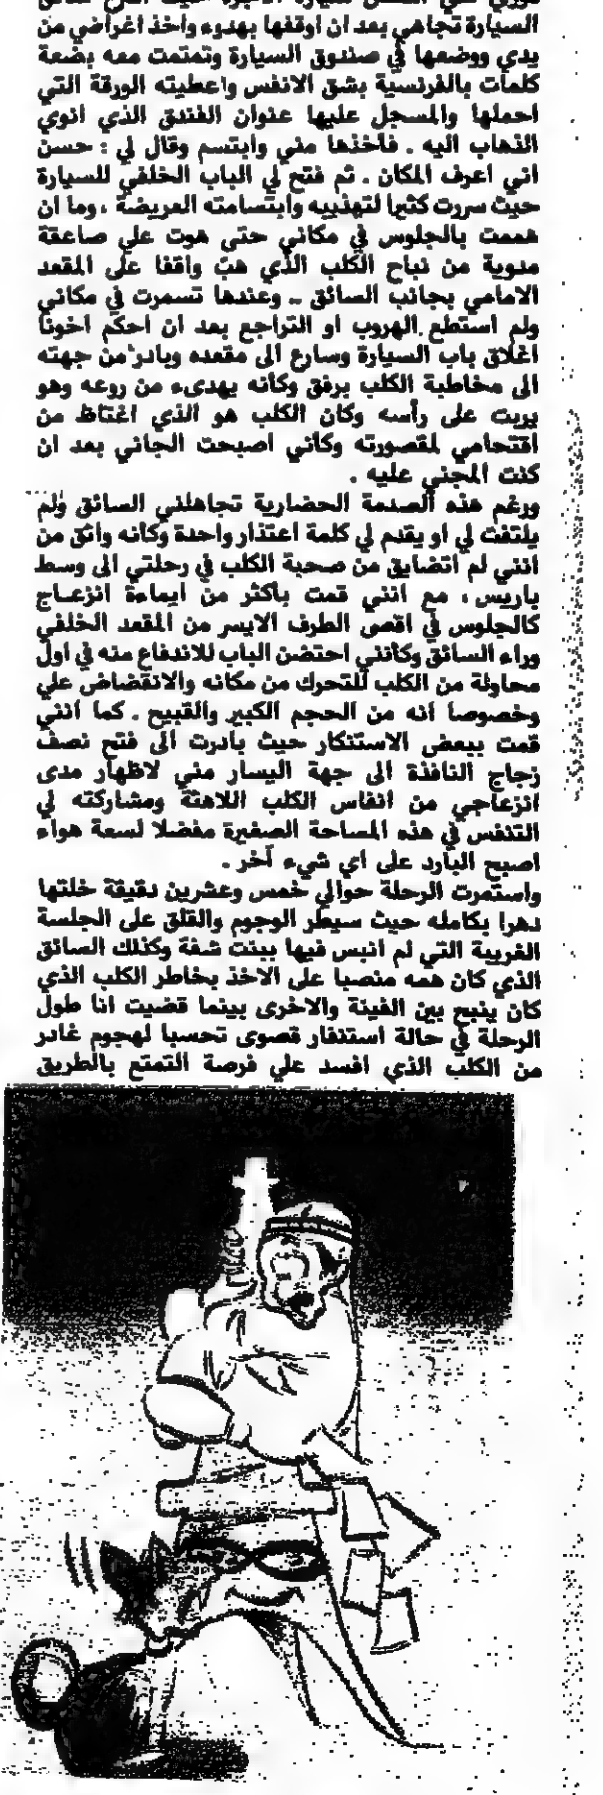 السيارة تجاهي بعد ان اوقفها بهدوء واخذ اغراضي من
يدي ووضعها في صندوق السيارة وتمتمت معه بضعة
كلمات بالفرنسية بشق الانفس واعطيته الورقة التي
احملها والمسجل عليها عنوان الفندق الذي انوي
الذهاب اليه . فأخذها مني وابتسم وقال لي : حسن
اني اعرف المكان . ثم فتح لي الباب الخلفي للسيارة
حيث سررت كثيرا لتهذيبه وابتسامته العريضة ، وما ان
هممت بالجلوس في مكاني حتى هوت علي صاعقة
مدوية من نباح الكلب الذي هب واقفا على المقعد
الامامي بجانب السائق .. وعندها تسمرت في مكاني
ولم استطع الهروب او التراجع بعد ان احكم اخونا
اغلاق باب السيارة وسارع الى مقعده وبادر من جهته
الى مخاطبة الكلب برفق وكأنه يهدىء من روعه وهو
يربت على رأسه وكان الكلب هو الذي اغتاظ من
اقتحامي لمقصورته وكأني اصبحت الجاني بعد ان
كنت المجني عليه .
ورغم هذه الصدمة الحضارية تجاهلني السائق ولم
يلتفت لي او يقدم لي كلمة اعتذار واحدة وكأنه واثق من
انني لم اتضايق من صحبة الكلب في رحلتي الى وسط
باريس ، مع انني قمت بأكثر من ايماءة انزعاج
كالجلوس في اقصى الطرف الايسر من المقعد الخلفي
وراء السائق وكأنني احتضن الباب للاندفاع منه في اول
محاولة من الكلب للتحرك من مكانه والانقضاض علي
وخصوصا انه من الحجم الكبير والقبيح . كما انني
قمت ببعض الاستنكار حيث بادرت الى فتح نصف
زجاج النافذة الى جهة اليسار مني لاظهار مدى
انزعاجي من انفاس الكلب اللاهثة ومشاركته لي
التنفس في هذه المساحة الصغيرة مفضلا لسعة هواء
اصبح البارد على اي شيء آخر .
واستمرت الرحلة حوالي خمس وعشرين دقيقة خلتها
دهرا بكامله حيث سيطر الوجوم والقلق على الجلسة
الغريبة التي لم انبس فيها ببنت شفة وكذلك السائق
الذي كان همه منصبا على الاخذ بخاطر الكلب الذي
كان ينبح بين الفينة والاخرى بينما قضيت انا طول
الرحلة في حالة استنفار قصوى تحسبا لهجوم غادر
من الكلب الذي افسد علي فرصة التمتع بالطريق